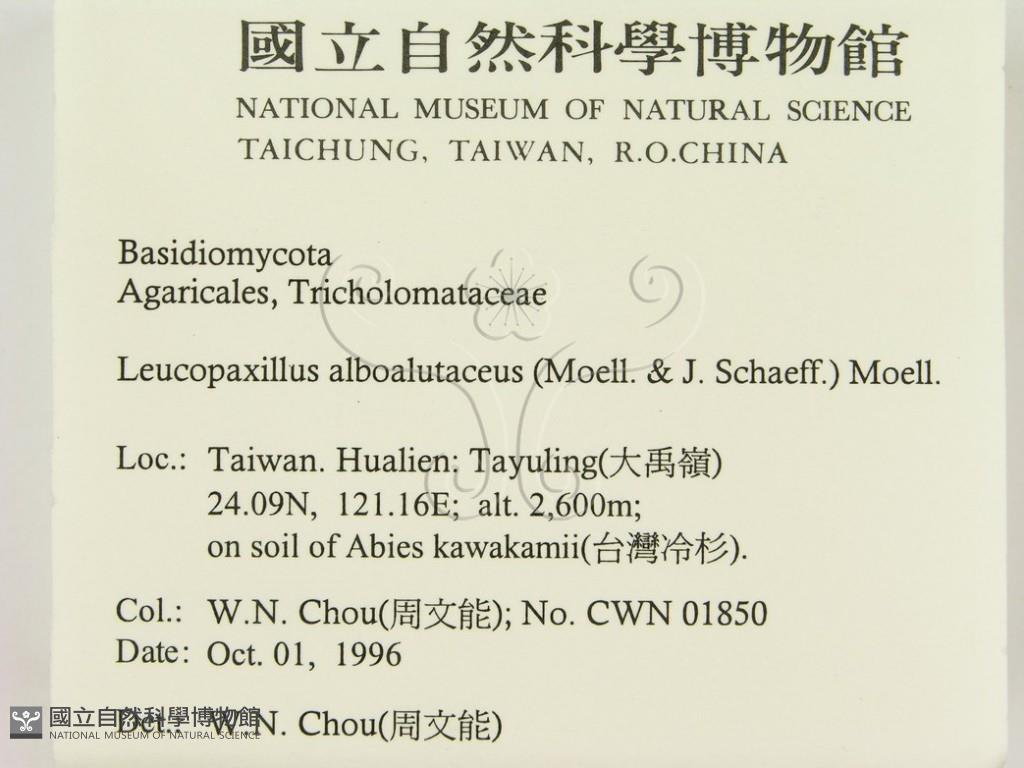 國立自然科學博物館
NATIONAL MUSEUM OF NATURAL SCIENCE
TAICHUNG, TAIWAN, R.O.CHINA
Basidiomycota
Agaricales, Tricholomataceae
Leucopaxillus alboalutaceus (Moell. & J. Schaeff.) Moell.
Loc.: Taiwan. Hualien: Tayuling(大禹嶺)
24.09N, 121.16E; alt. 2,600m;
on soil of Abies kawakamii(台灣冷杉).
Col.: W.N. Chou(周文能); No. CWN 01850
Date: Oct. 01, 1996
Det.: W.N. Chou(周文能)
國立自然科學博物館
NATIONAL MUSEUM OF NATURAL SCIENCE